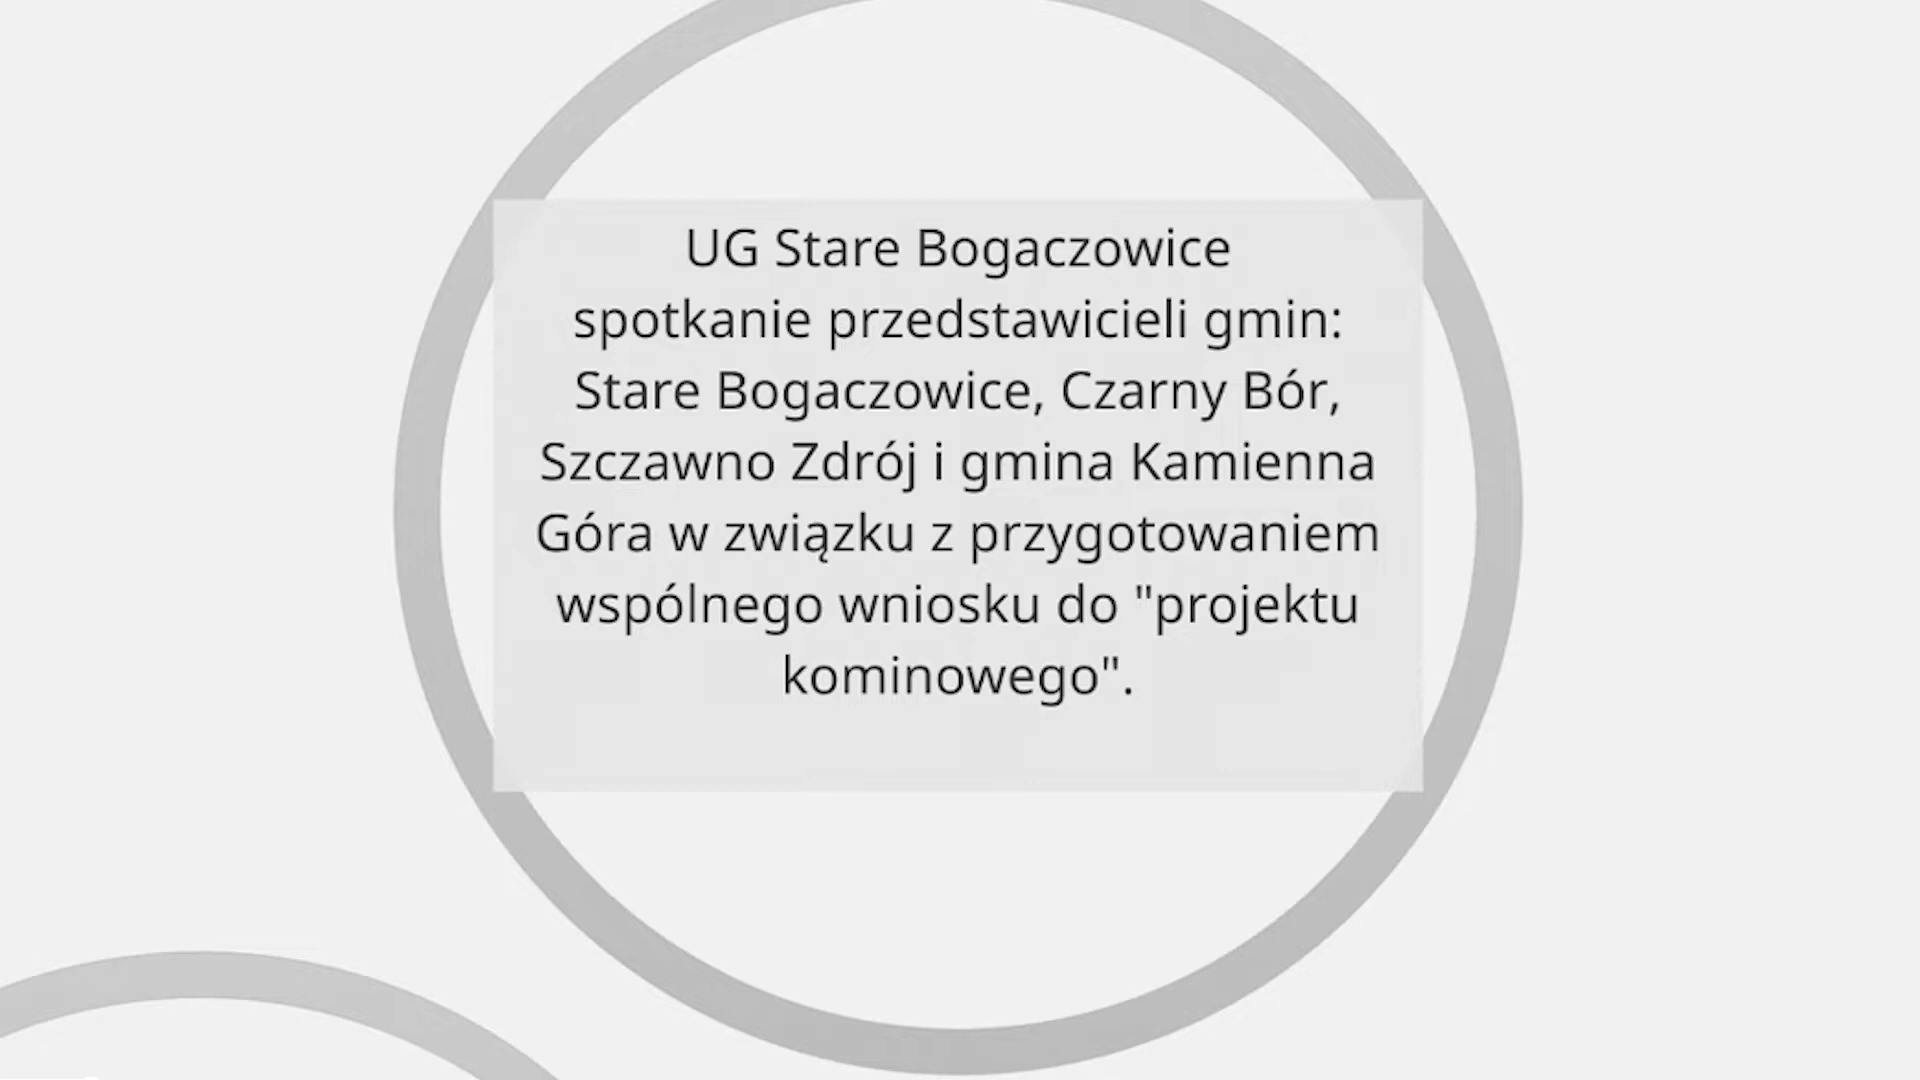 UG Stare Bogaczowice
spotkanie przedstawicieli gmin:
Stare Bogaczowice, Czarny Bór,
Szczawno Zdrój i gmina Kamienna
Góra w związku z przygotowaniem
wspólnego wniosku do "projektu
kominowego".